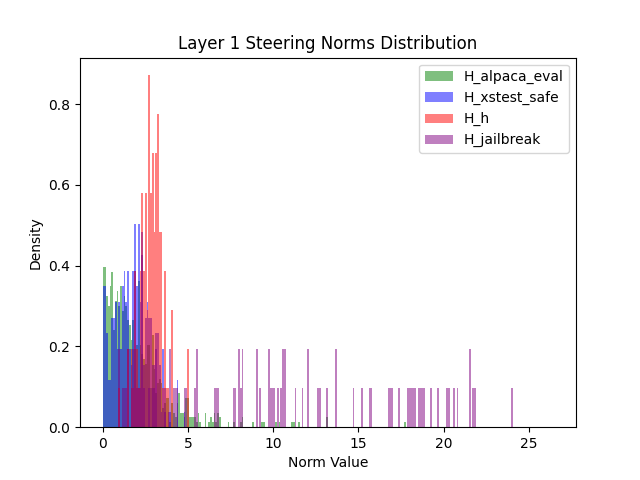 Layer 1 Steering Norms Distribution
H_alpaca_eval
H_xstest_safe
H_h
H_jailbreak
Density
0.8
0.6
0.4
0.2
0.0
0 5 10 15 20 25
Norm Value